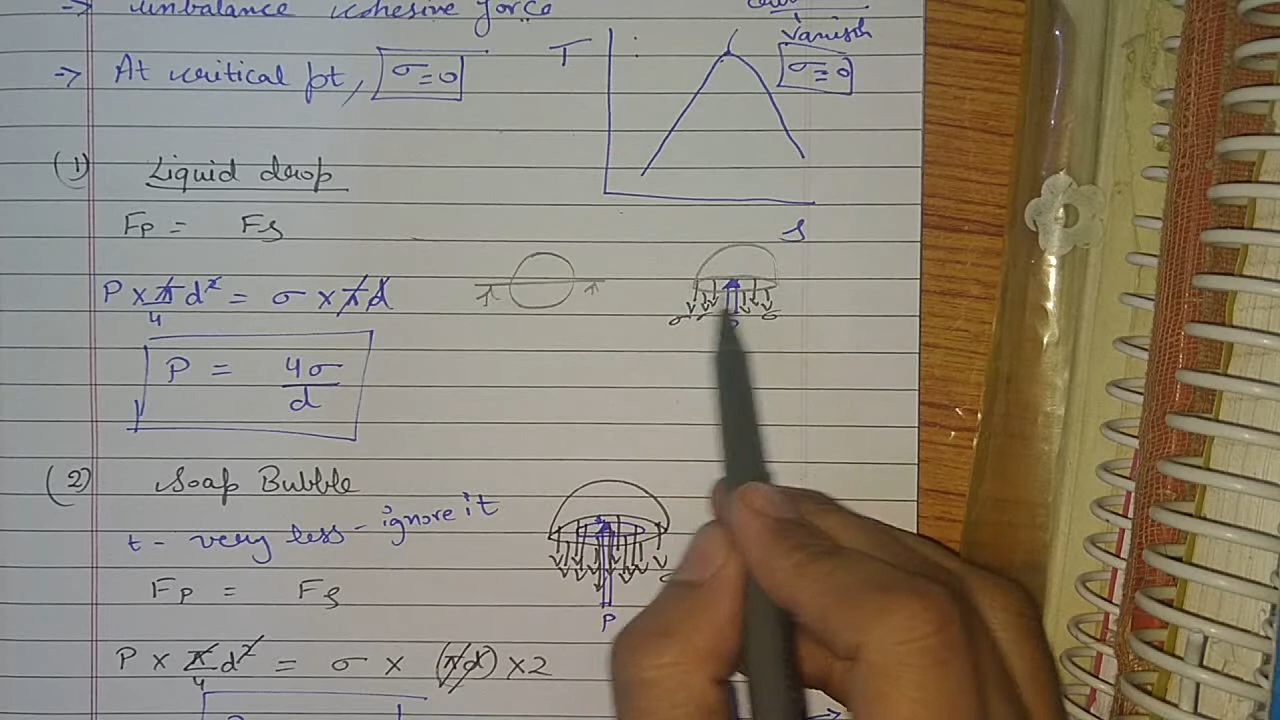 → unbalance cohesive force
Vanish
→ At critical pt, σ=0
T
σ=0
(1) Liquid drop
Fp = Fs
s
P × π/4 d² = σ × πd
σ σ
P = 4σ/d
(2) Soap Bubble
t - very less - ignore it
Fp = Fs
P
P × π/4 d² = σ × (πd) × 2